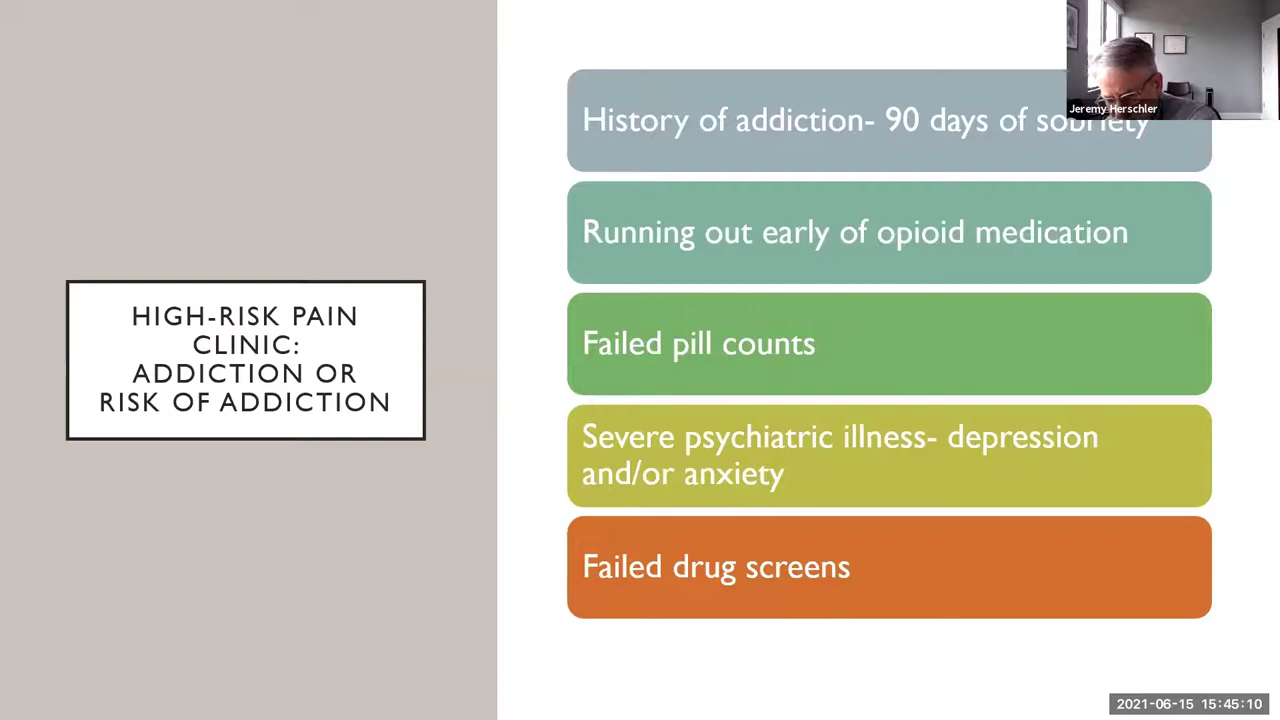 HIGH-RISK PAIN
CLINIC:
ADDICTION OR
RISK OF ADDICTION
History of addiction- 90 days of sobriety
Running out early of opioid medication
Failed pill counts
Severe psychiatric illness- depression
and/or anxiety
Failed drug screens
Jeremy Herschler
2021-06-15 15:45:10